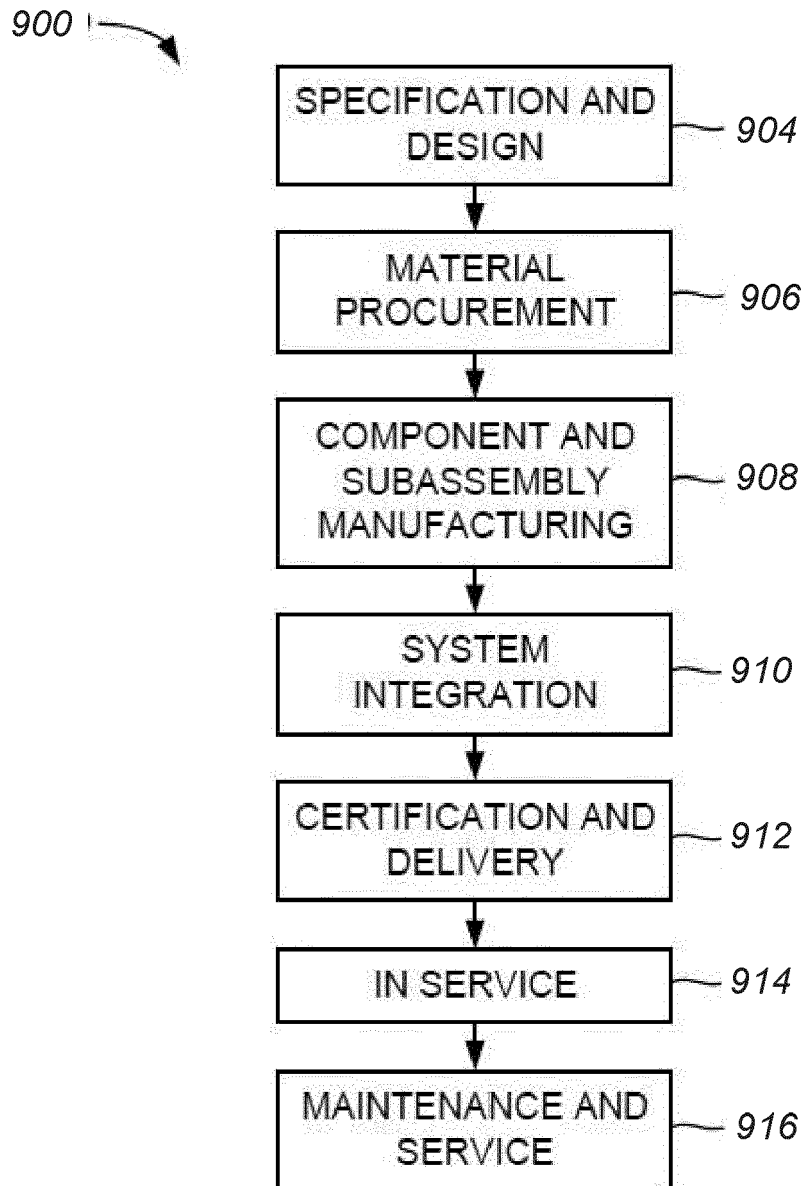 900
SPECIFICATION AND
DESIGN
904
MATERIAL
PROCUREMENT
906
COMPONENT AND
SUBASSEMBLY
MANUFACTURING
908
SYSTEM
INTEGRATION
910
CERTIFICATION AND
DELIVERY
912
IN SERVICE
914
MAINTENANCE AND
SERVICE
916